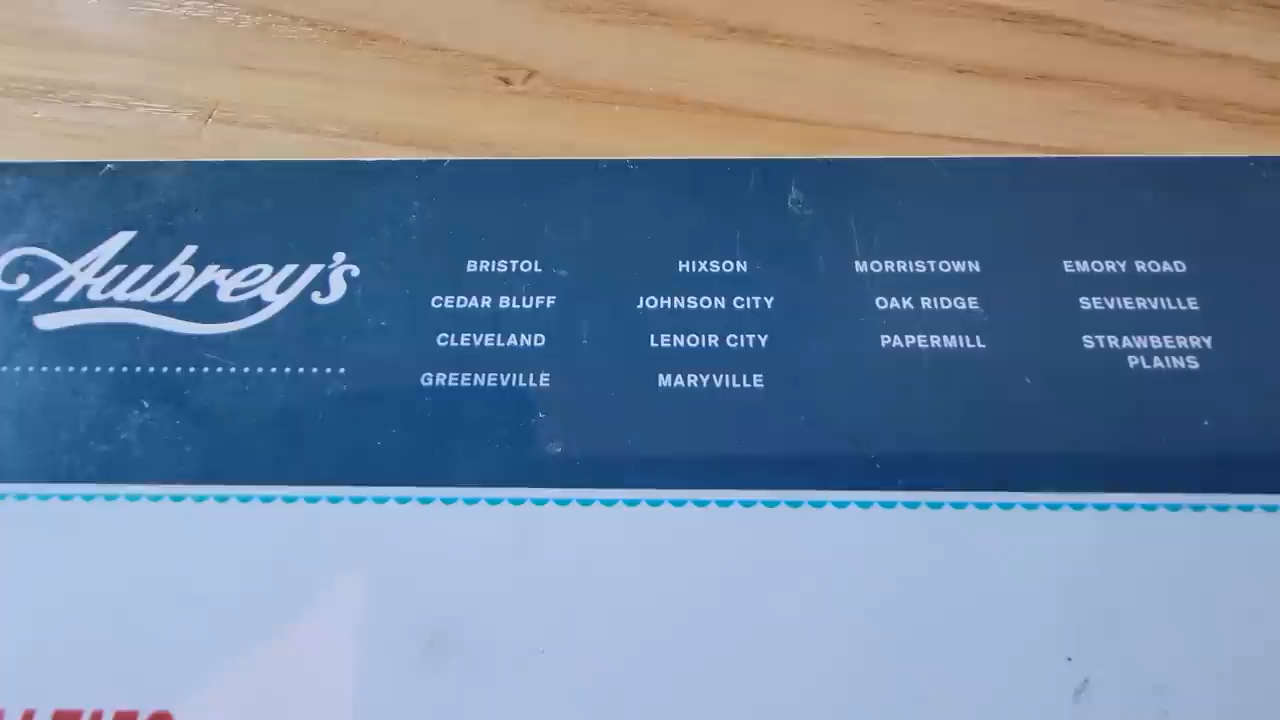 Aubrey's
BRISTOL
CEDAR BLUFF
CLEVELAND
GREENEVILLE
HIXSON
JOHNSON CITY
LENOIR CITY
MARYVILLE
MORRISTOWN
OAK RIDGE
PAPERMILL
EMORY ROAD
SEVIERVILLE
STRAWBERRY
PLAINS